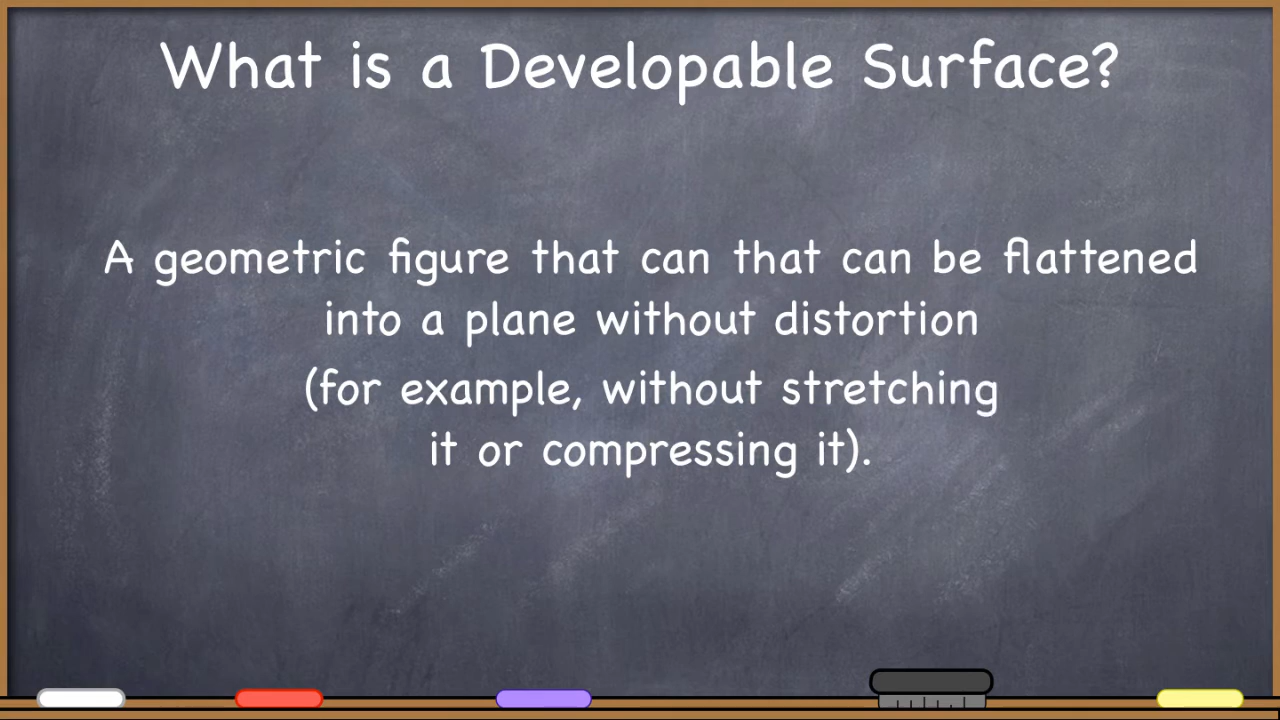 What is a Developable Surface?
A geometric figure that can that can be flattened
into a plane without distortion
(for example, without stretching
it or compressing it).